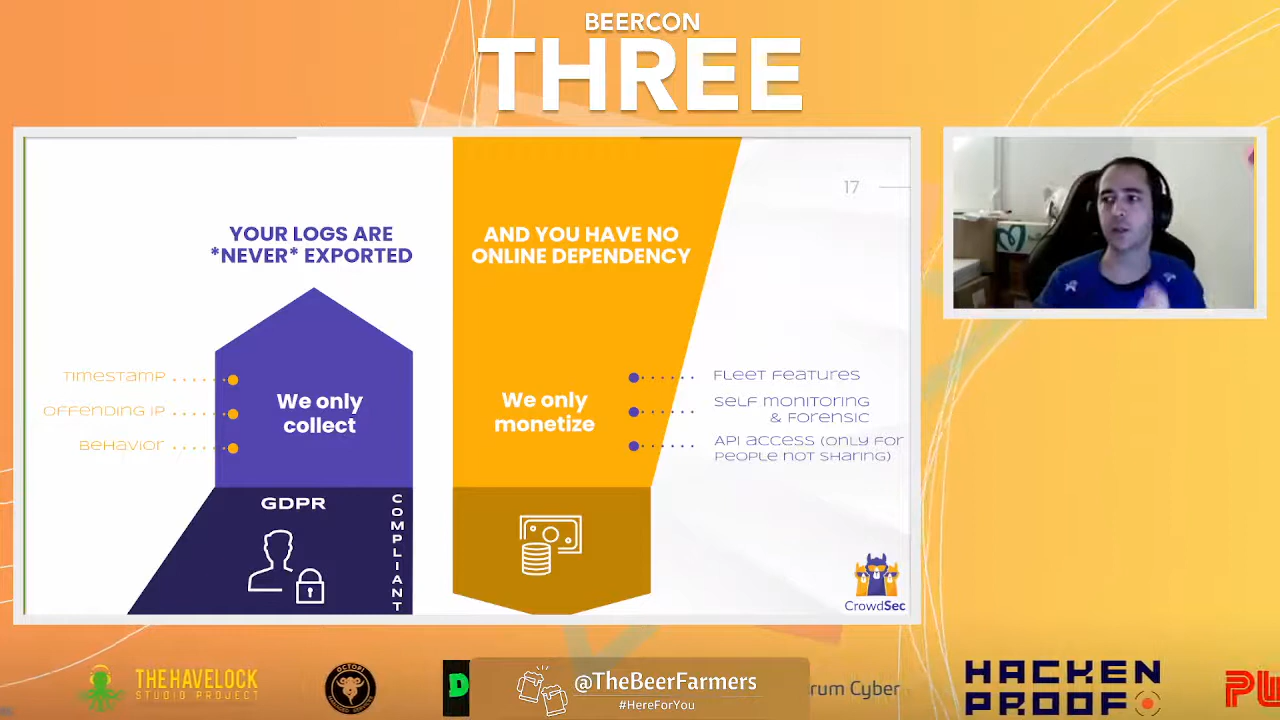 BEERCON
THREE
17
YOUR LOGS ARE
*NEVER* EXPORTED
AND YOU HAVE NO
ONLINE DEPENDENCY
Timestamp
Offending IP
Behavior
We only
collect
We only
monetize
Fleet features
Self monitoring
& Forensic
API access (only for
people not sharing)
GDPR
COMPLIANT
CrowdSec
THE HAVELOCK
STUDIO PROJECT
OCTOPI
D
@TheBeerFarmers
#HereForYou
rum Cyber
HACKEN
PROOF